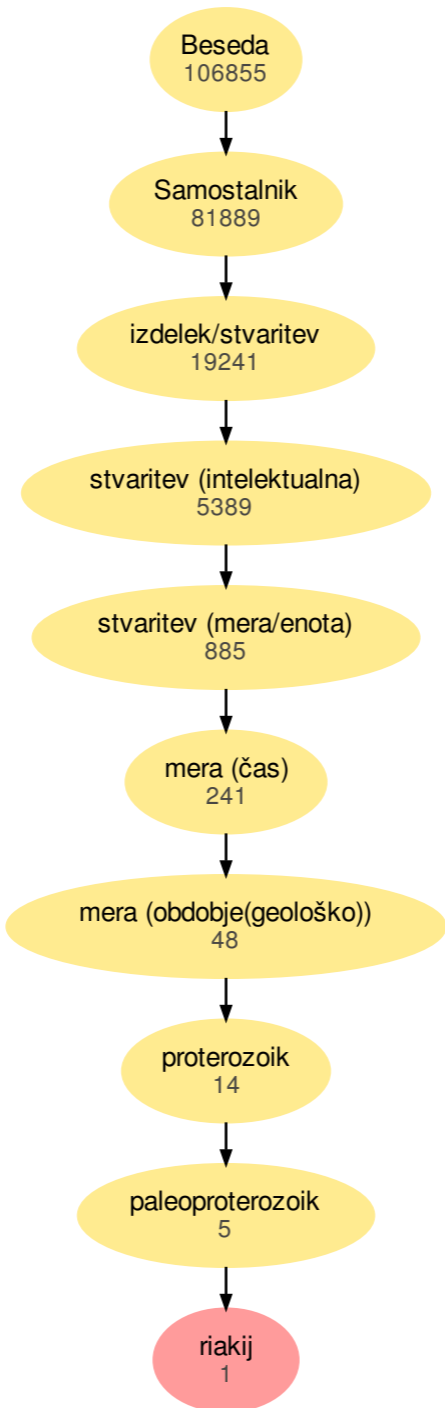 Beseda
106855
Samostalnik
81889
izdelek/stvaritev
19241
stvaritev (intelektualna)
5389
stvaritev (mera/enota)
885
mera (čas)
241
mera (obdobje(geološko))
48
proterozoik
14
paleoproterozoik
5
riakij
1